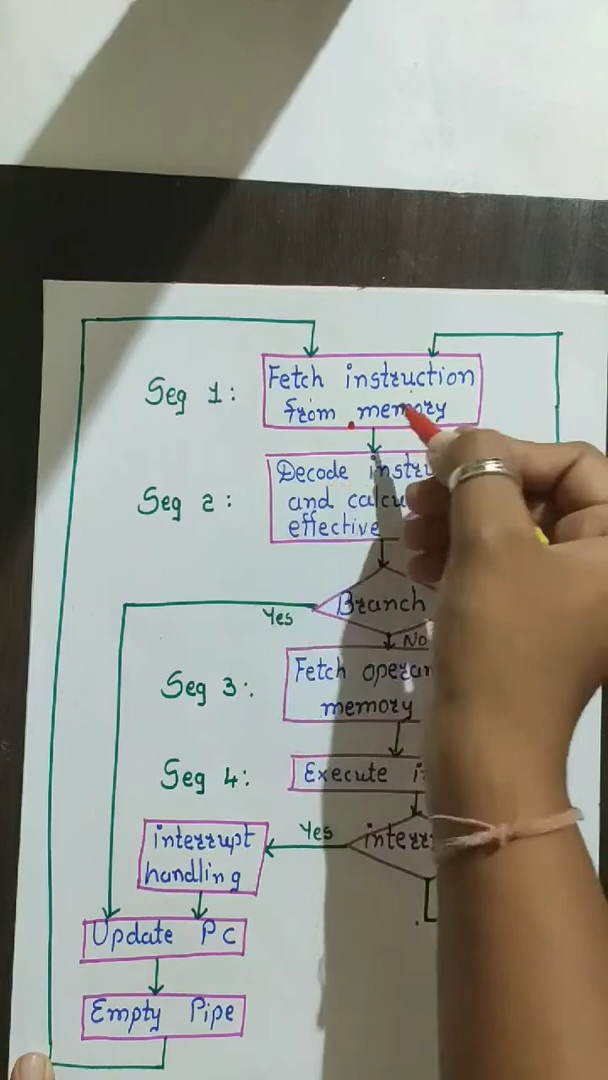 Seg 1:
Fetch instruction
from memory
Seg 2:
Decode
and
effective
Branch
Yes
No
Seg 3:
Fetch
memory
Seg 4:
Execute
Yes
interrupt
handling
Update PC
Empty Pipe